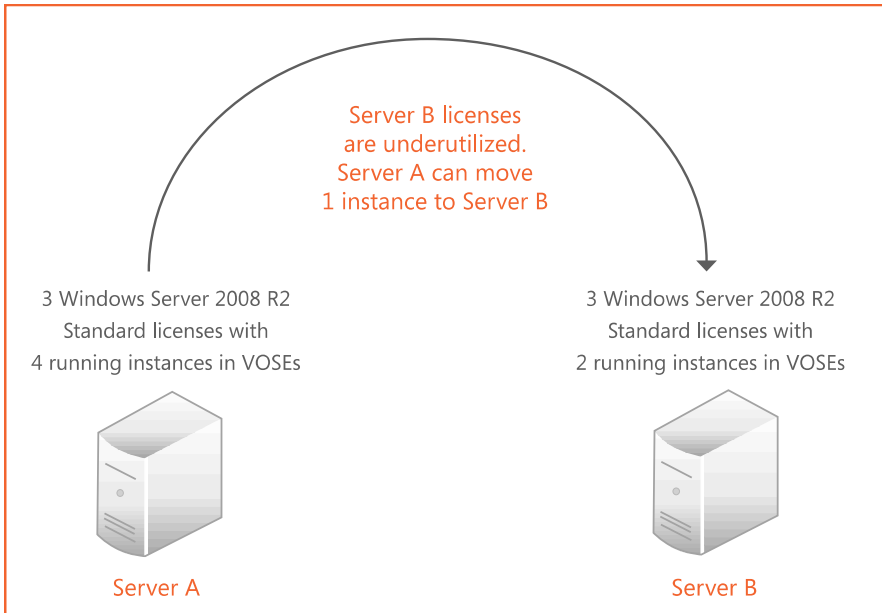 Server B licenses
are underutilized.
Server A can move
1 instance to Server B
3 Windows Server 2008 R2
Standard licenses with
4 running instances in VOSEs
3 Windows Server 2008 R2
Standard licenses with
2 running instances in VOSEs
Server A
Server B